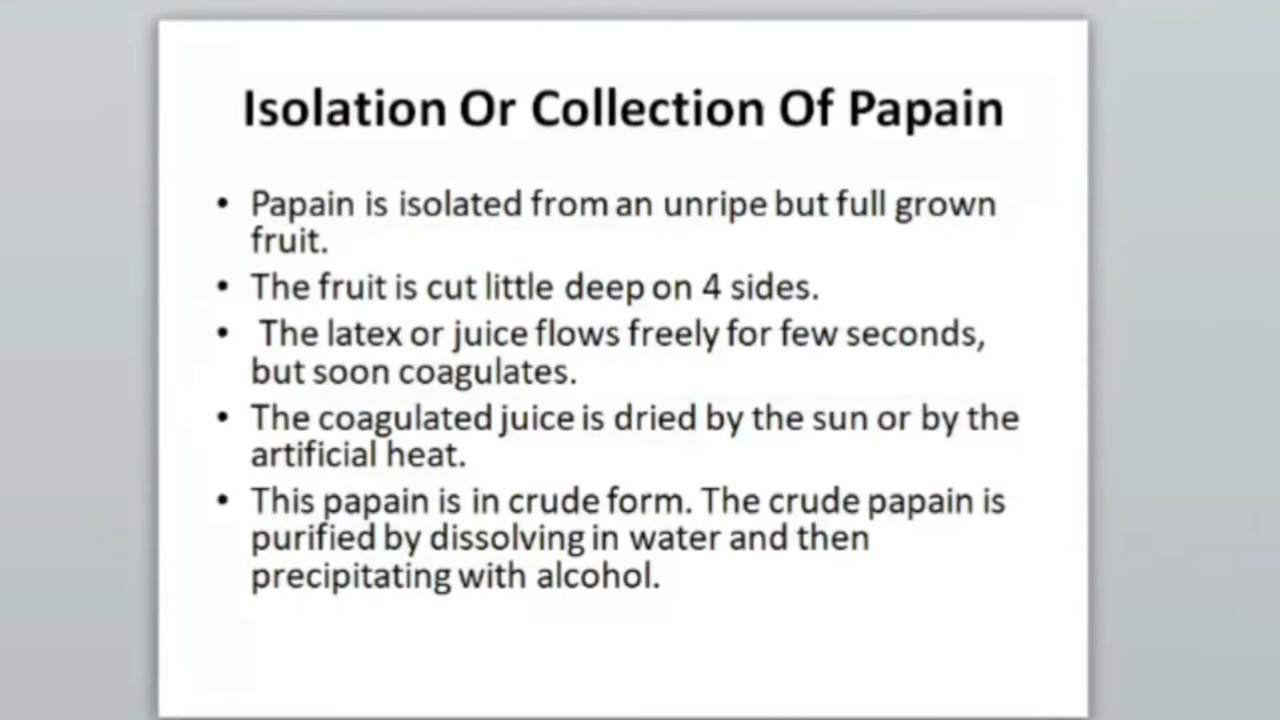 Isolation Or Collection Of Papain
• Papain is isolated from an unripe but full grown
fruit.
• The fruit is cut little deep on 4 sides.
• The latex or juice flows freely for few seconds,
but soon coagulates.
• The coagulated juice is dried by the sun or by the
artificial heat.
• This papain is in crude form. The crude papain is
purified by dissolving in water and then
precipitating with alcohol.